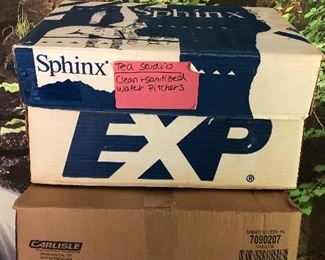 Sphinx
Sphinx®
Tea Studio
Clean + sanitized
Water Pitchers
EXP®
CARLISLE
7090207